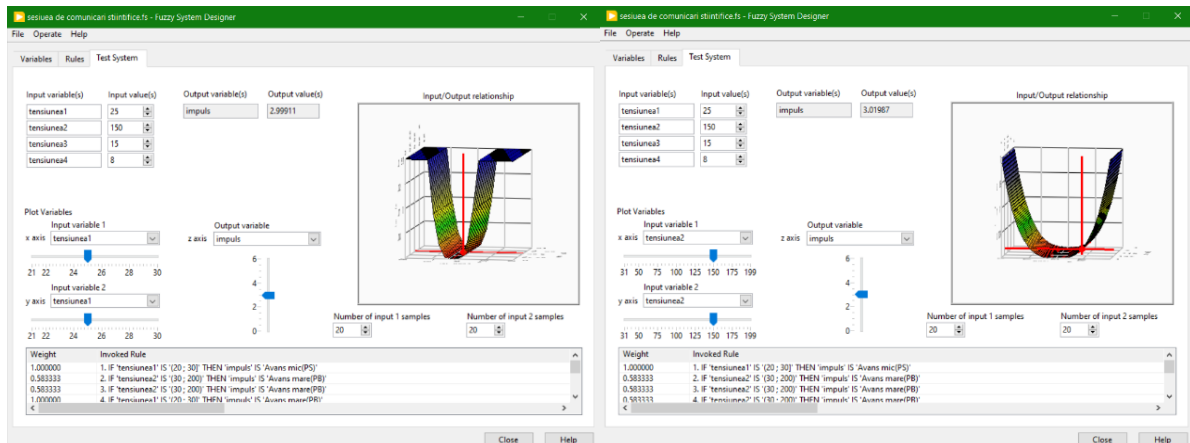 sesiuea de comunicari stiintifice.fs - Fuzzy System Designer
File Operate Help
Variables Rules Test System
Input variable(s) Input value(s) Output variable(s) Output value(s)
tensiunea1 25 impuls 2.99911
tensiunea2 150
tensiunea3 15
tensiunea4 8
Input/Output relationship
Plot Variables
Input variable 1 Output variable
x axis tensiunea1 z axis impuls
21 22 24 26 28 30
Input variable 2
y axis tensiunea1
21 22 24 26 28 30
6
4
2
0
Number of input 1 samples Number of input 2 samples
20 20
Weight Invoked Rule
1.000000 1. IF 'tensiunea1' IS '(20 ; 30]' THEN 'impuls' IS 'Avans mic(PS)'
0.583333 2. IF 'tensiunea2' IS '(30 ; 200)' THEN 'impuls' IS 'Avans mare(PB)'
0.583333 3. IF 'tensiunea2' IS '(30 ; 200)' THEN 'impuls' IS 'Avans mare(PB)'
1.000000 4. IF 'tensiunea1' IS '(20 ; 30]' THEN 'impuls' IS 'Avans mare(PB)'
Close Help
sesiuea de comunicari stiintifice.fs - Fuzzy System Designer
File Operate Help
Variables Rules Test System
Input variable(s) Input value(s) Output variable(s) Output value(s)
tensiunea1 25 impuls 3.01987
tensiunea2 150
tensiunea3 15
tensiunea4 8
Input/Output relationship
Plot Variables
Input variable 1 Output variable
x axis tensiunea2 z axis impuls
31 50 75 100 125 150 175 199
Input variable 2
y axis tensiunea2
31 50 75 100 125 150 175 199
6
4
2
0
Number of input 1 samples Number of input 2 samples
20 20
Weight Invoked Rule
1.000000 1. IF 'tensiunea1' IS '(20 ; 30]' THEN 'impuls' IS 'Avans mic(PS)'
0.583333 2. IF 'tensiunea2' IS '(30 ; 200)' THEN 'impuls' IS 'Avans mare(PB)'
0.583333 3. IF 'tensiunea2' IS '(30 ; 200)' THEN 'impuls' IS 'Avans mare(PB)'
1.000000 4. IF 'tensiunea1' IS '(20 ; 30]' THEN 'impuls' IS 'Avans mare(PB)'
Close Help